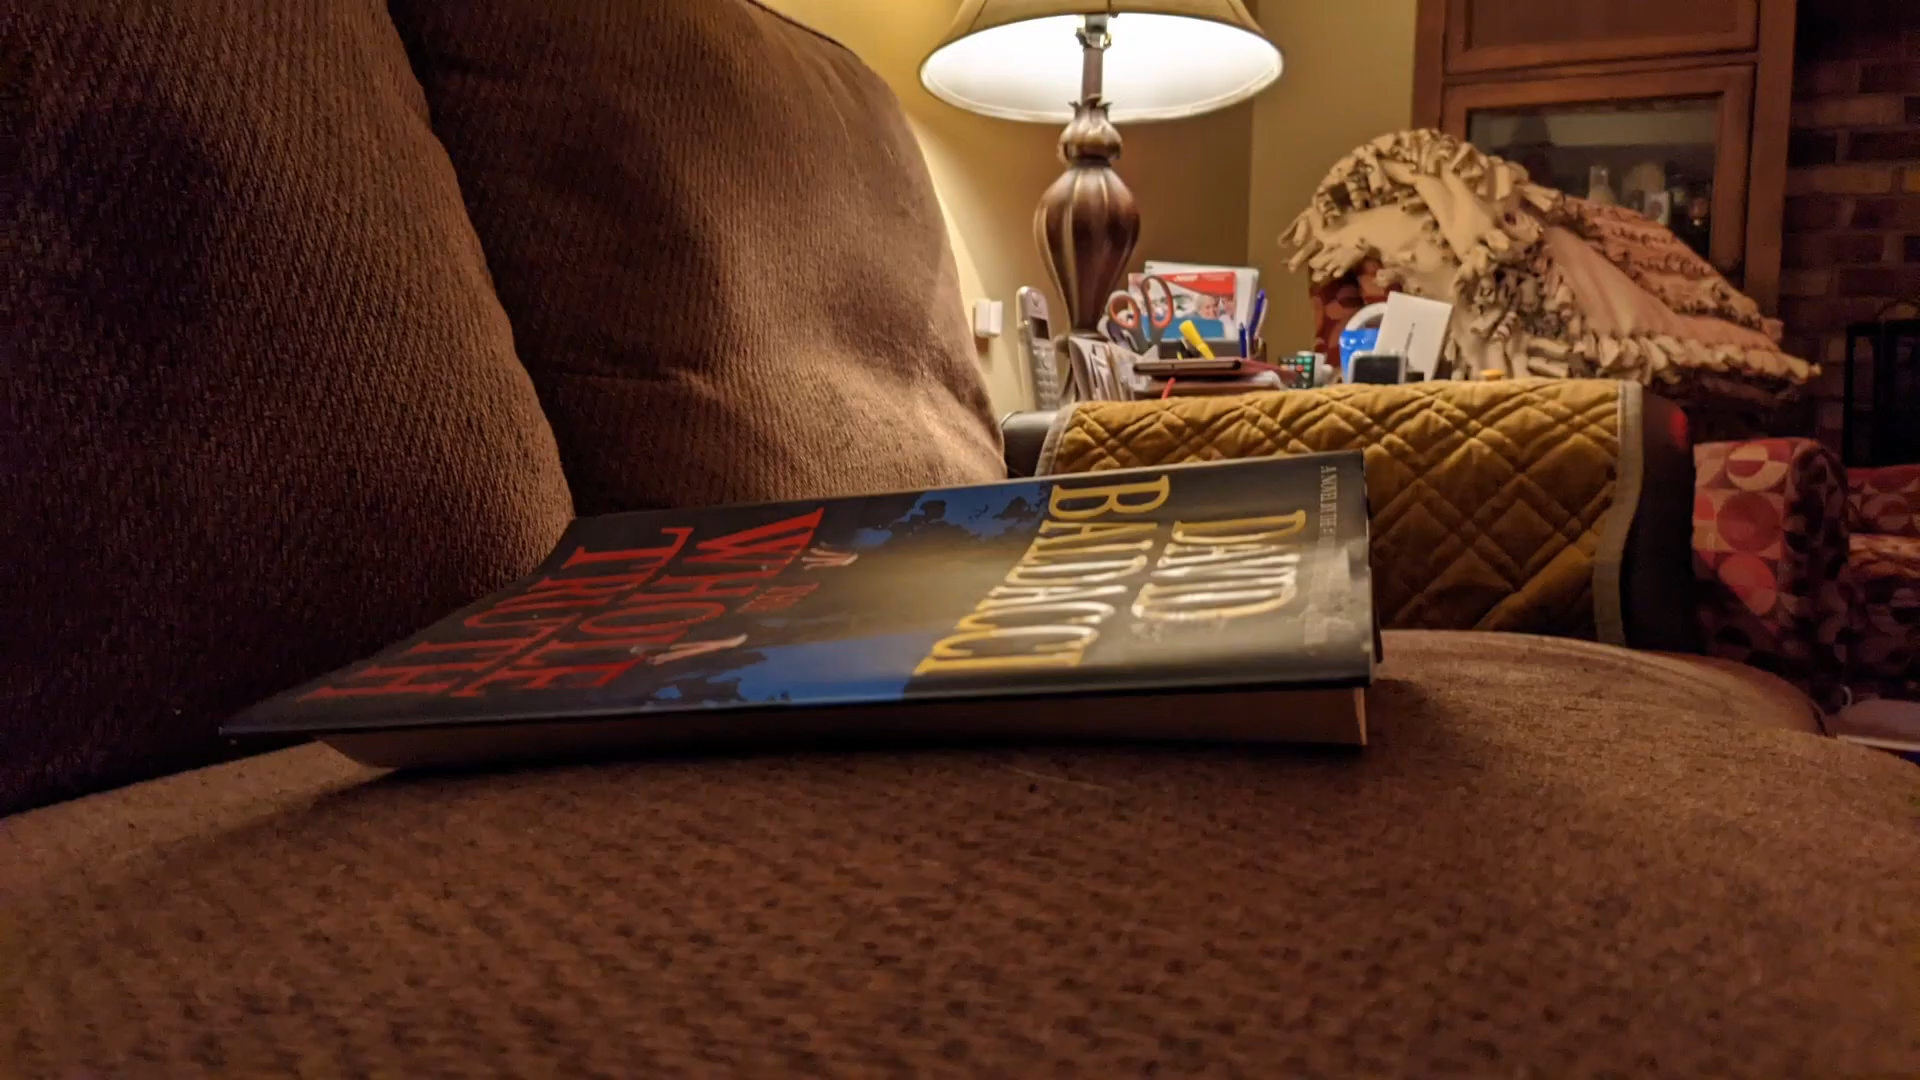 A NOVEL BY THE
DAVID
BALDACCI
THE
WHOLE
TRUTH